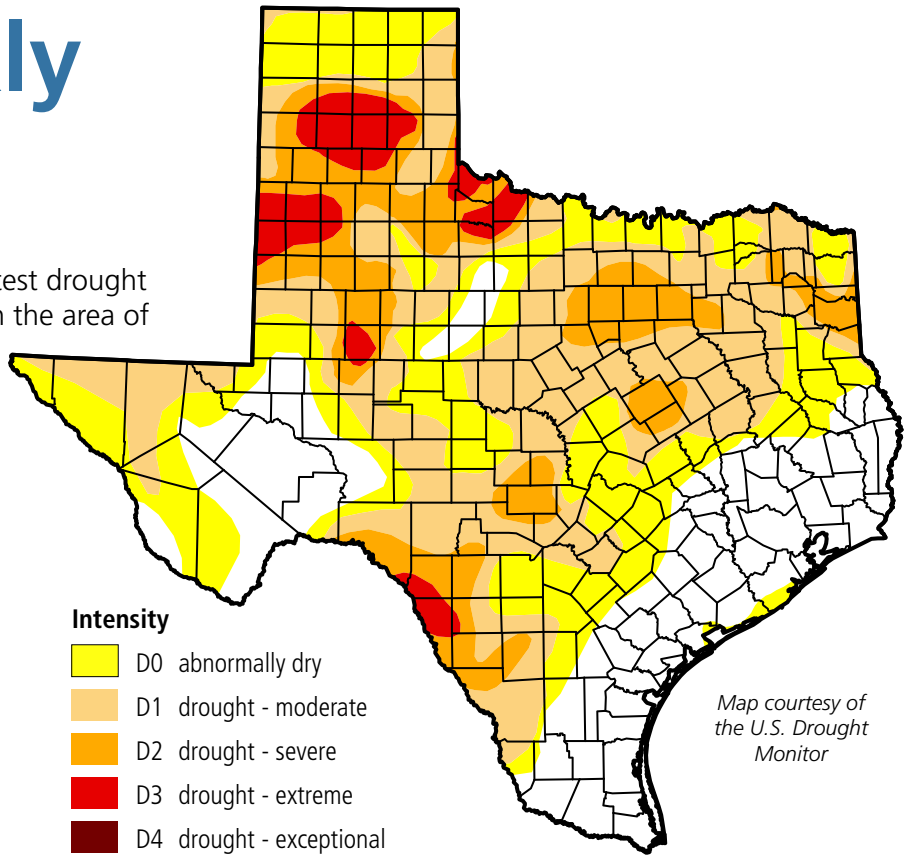 ly
test drought
n the area of
Intensity
D0 abnormally dry
D1 drought - moderate
D2 drought - severe
D3 drought - extreme
D4 drought - exceptional
Map courtesy of
the U.S. Drought
Monitor